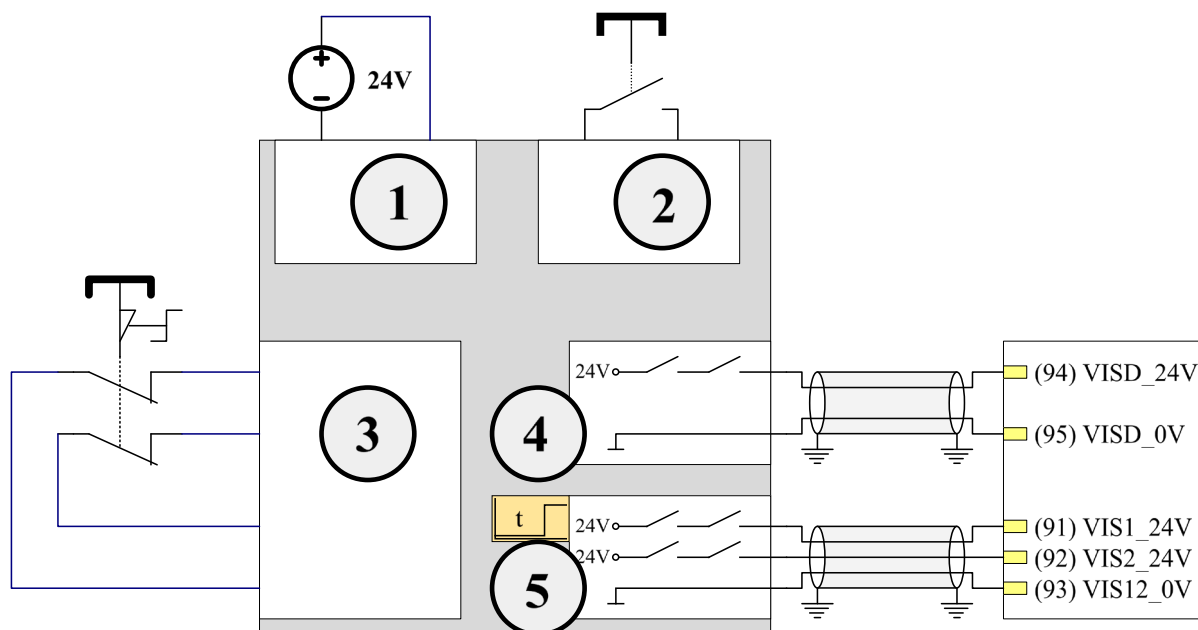 24V
1
2
3
4
24V
(94) VISD_24V
(95) VISD_0V
t
5
24V
24V
(91) VIS1_24V
(92) VIS2_24V
(93) VIS12_0V